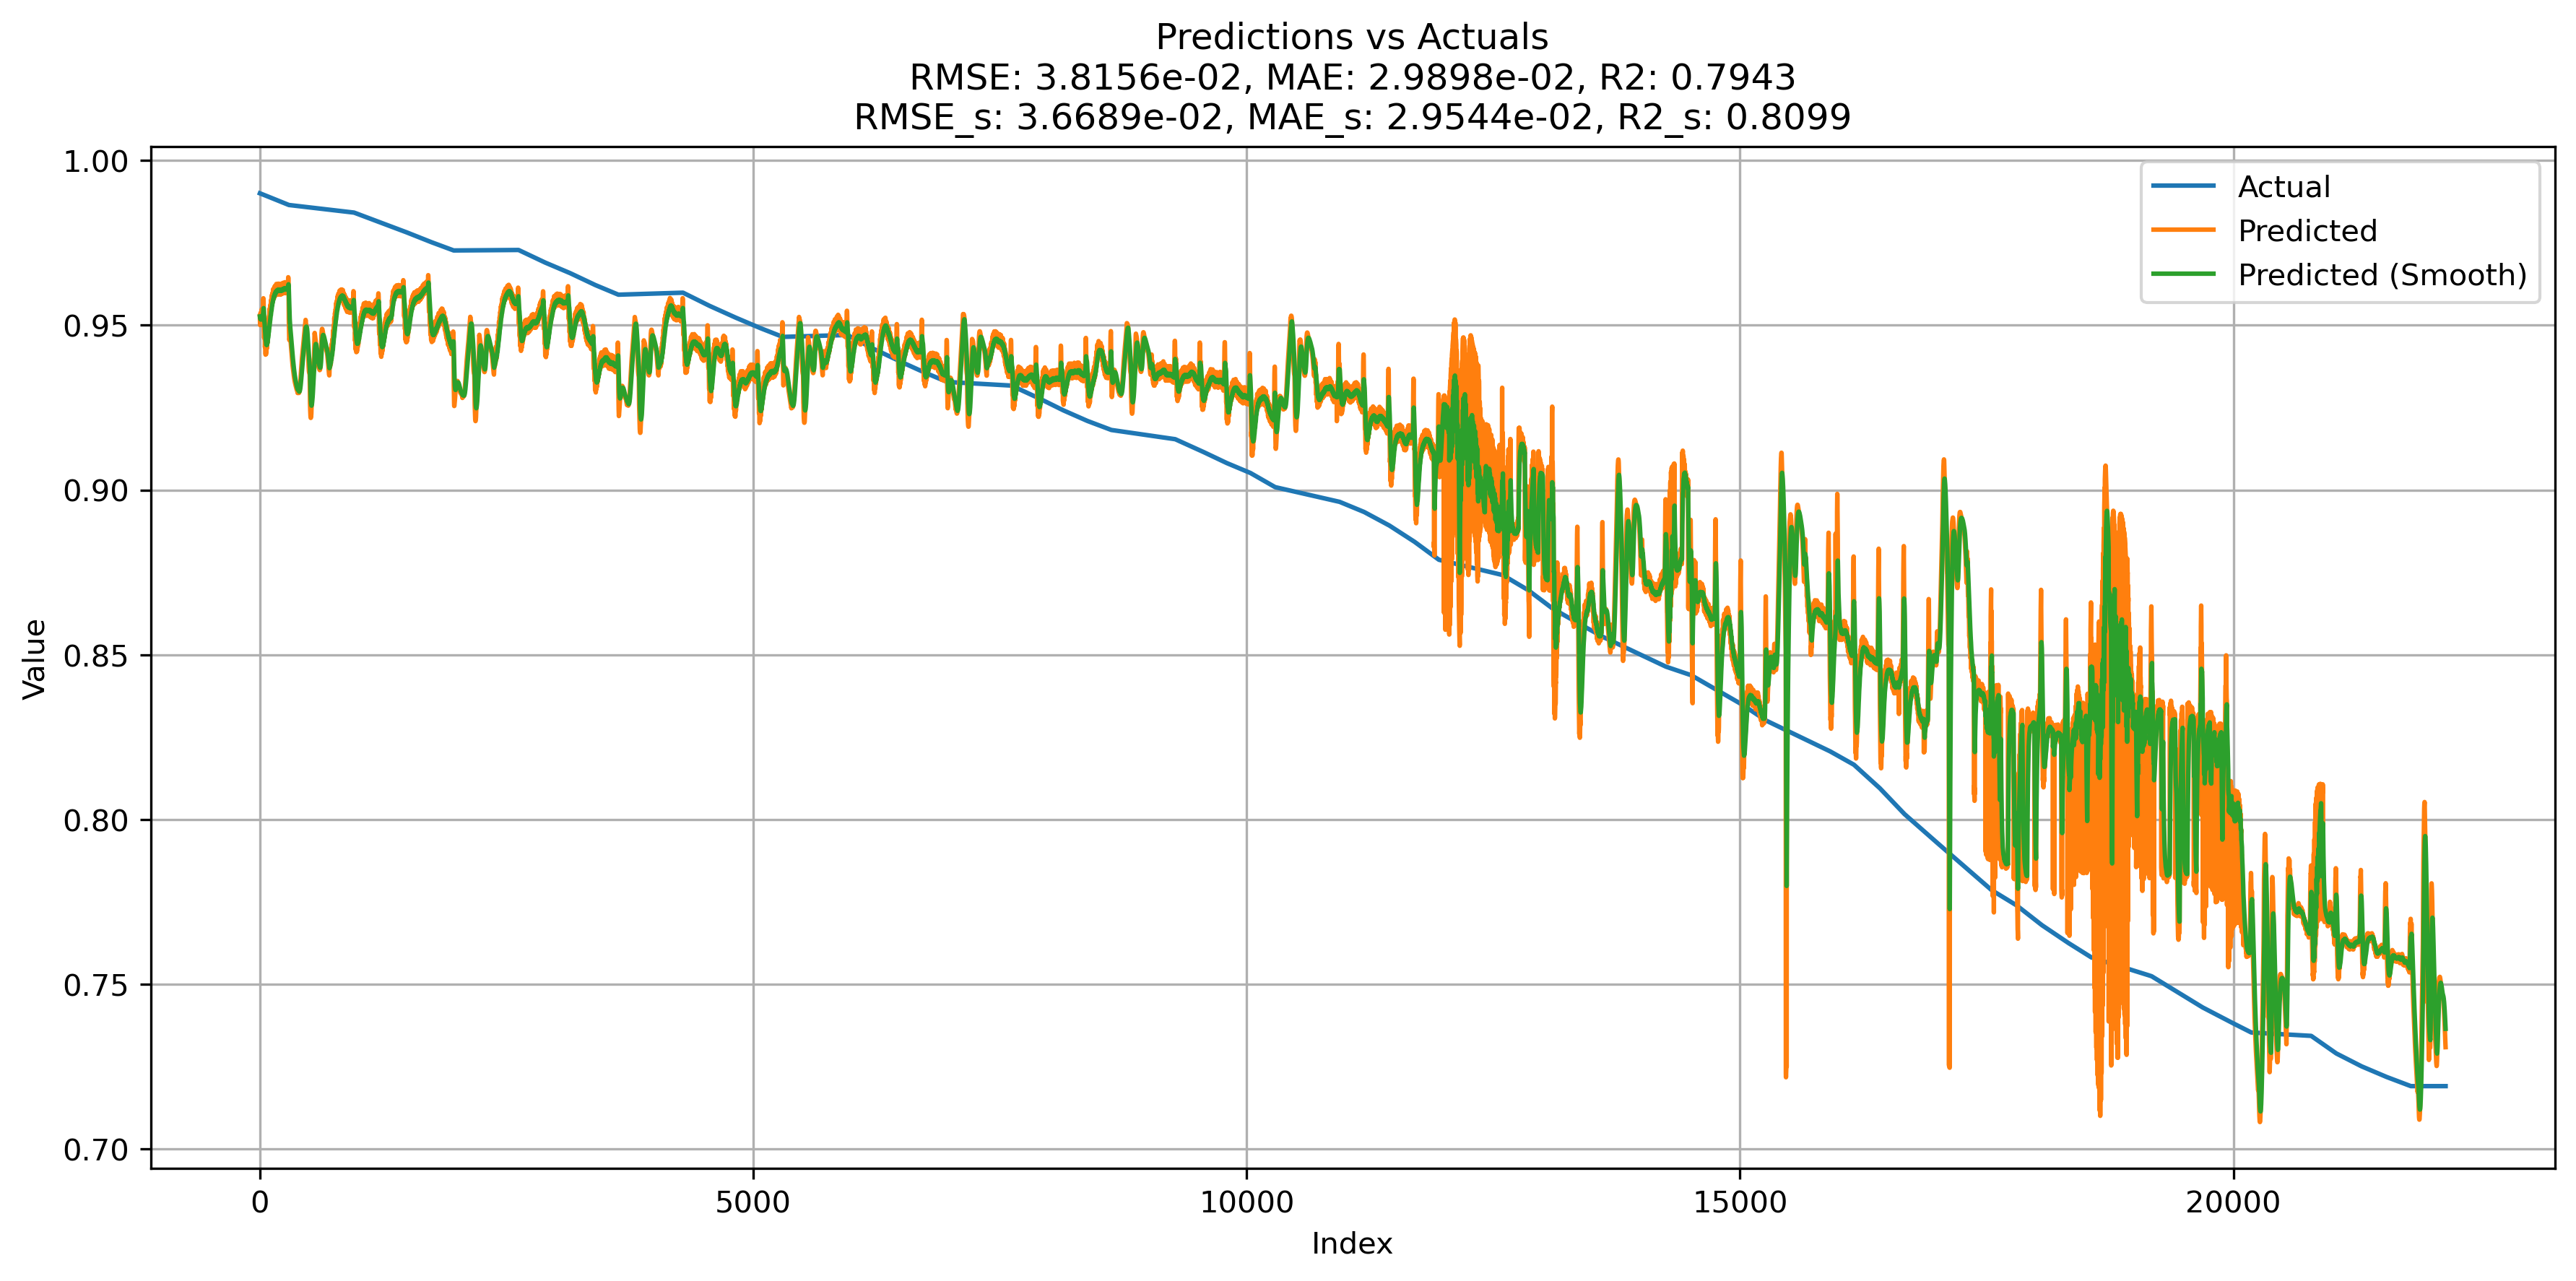 Predictions vs Actuals
RMSE: 3.8156e-02, MAE: 2.9898e-02, R2: 0.7943
RMSE_s: 3.6689e-02, MAE_s: 2.9544e-02, R2_s: 0.8099
Actual
Predicted
Predicted (Smooth)
Value
1.00
0.95
0.90
0.85
0.80
0.75
0.70
0
5000
10000
15000
20000
Index